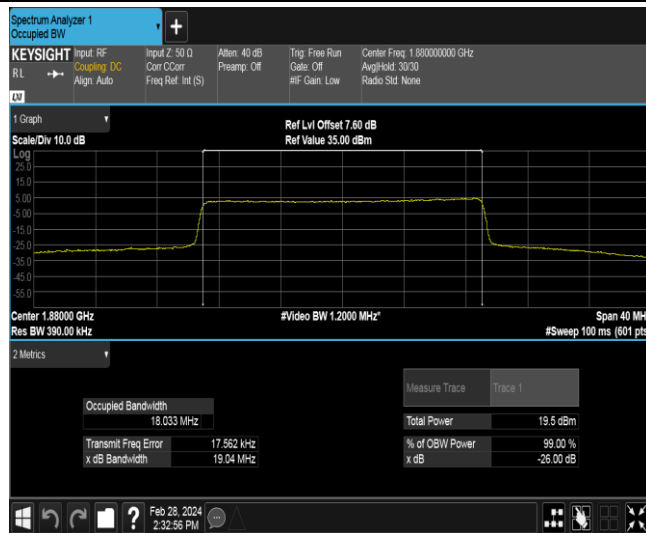 Spectrum Analyzer 1
Occupied BW
+
KEYSIGHT
RL
Input: RF
Coupling: DC
Align: Auto
Input Z: 50 Ω
Corr CCorr
Freq Ref: Int (S)
Atten: 40 dB
Preamp: Off
Trig: Free Run
Gate: Off
#IF Gain: Low
Center Freq: 1.880000000 GHz
Avg|Hold: 30/30
Radio Std: None
1 Graph
Scale/Div 10.0 dB
Ref Lvl Offset 7.60 dB
Ref Value 35.00 dBm
Log
25.0
15.0
5.00
-5.00
-15.0
-25.0
-35.0
-45.0
-55.0
Center 1.88000 GHz
#Video BW 1.2000 MHz*
Span 40 MH
Res BW 390.00 kHz
#Sweep 100 ms (601 pts
2 Metrics
Measure Trace Trace 1
Occupied Bandwidth
18.033 MHz
Total Power 19.5 dBm
Transmit Freq Error 17.562 kHz
% of OBW Power 99.00 %
x dB Bandwidth 19.04 MHz
x dB -26.00 dB
?
Feb 28, 2024
2:32:56 PM